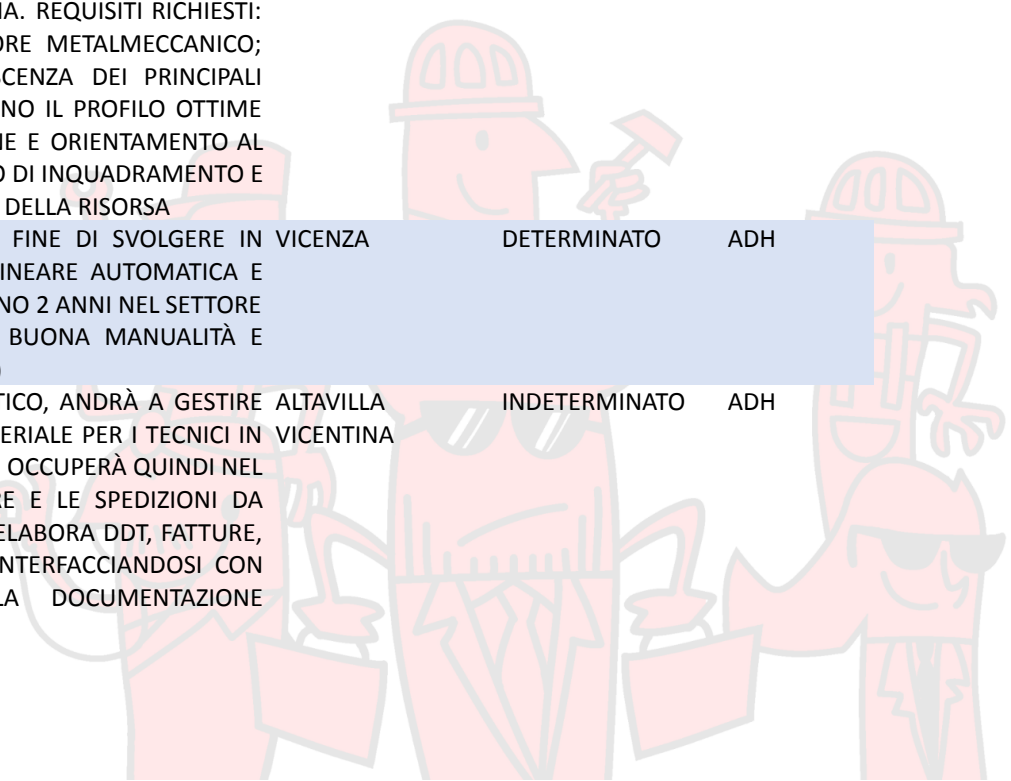 IA. REQUISITI RICHIESTI:
ORE METALMECCANICO;
SCENZA DEI PRINCIPALI
NO IL PROFILO OTTIME
NE E ORIENTAMENTO AL
O DI INQUADRAMENTO E
DELLA RISORSA
FINE DI SVOLGERE IN VICENZA DETERMINATO ADH
INEARE AUTOMATICA E
NO 2 ANNI NEL SETTORE
BUONA MANUALITÀ E
)
TICO, ANDRÀ A GESTIRE ALTAVILLA INDETERMINATO ADH
ERIALE PER I TECNICI IN VICENTINA
OCCUPERÀ QUINDI NEL
RE E LE SPEDIZIONI DA
ELABORA DDT, FATTURE,
NTERFACCIANDOSI CON
LA DOCUMENTAZIONE